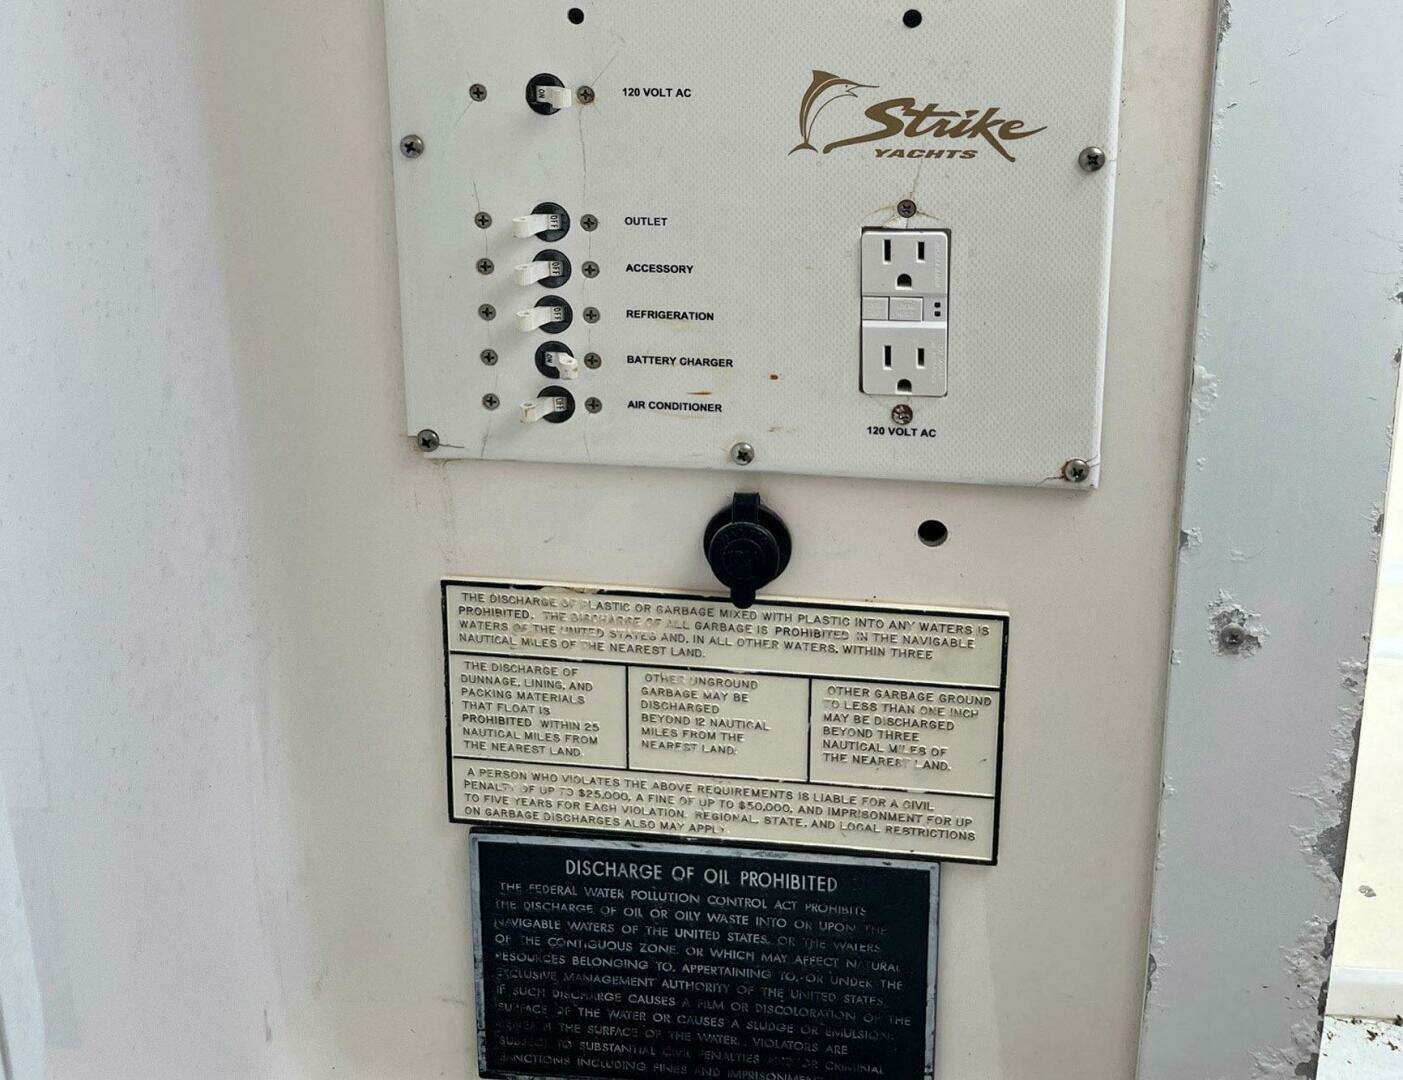 ON 120 VOLT AC
Strike
YACHTS
OFF OUTLET
OFF ACCESSORY
OFF REFRIGERATION
ON BATTERY CHARGER
OFF AIR CONDITIONER
120 VOLT AC
THE DISCHARGE OF PLASTIC OR GARBAGE MIXED WITH PLASTIC INTO ANY WATERS IS
PROHIBITED. THE DISCHARGE OF ALL GARBAGE IS PROHIBITED IN THE NAVIGABLE
WATERS OF THE UNITED STATES AND, IN ALL OTHER WATERS, WITHIN THREE
NAUTICAL MILES OF THE NEAREST LAND.
THE DISCHARGE OF
DUNNAGE, LINING, AND
PACKING MATERIALS
THAT FLOAT IS
PROHIBITED WITHIN 25
NAUTICAL MILES FROM
THE NEAREST LAND.
OTHER UNGROUND
GARBAGE MAY BE
DISCHARGED
BEYOND 12 NAUTICAL
MILES FROM THE
NEAREST LAND:
OTHER GARBAGE GROUND
TO LESS THAN ONE INCH
MAY BE DISCHARGED
BEYOND THREE
NAUTICAL MILES OF
THE NEAREST LAND.
A PERSON WHO VIOLATES THE ABOVE REQUIREMENTS IS LIABLE FOR A CIVIL
PENALTY OF UP TO $25,000, A FINE OF UP TO $50,000, AND IMPRISONMENT FOR UP
TO FIVE YEARS FOR EACH VIOLATION. REGIONAL, STATE, AND LOCAL RESTRICTIONS
ON GARBAGE DISCHARGES ALSO MAY APPLY.
DISCHARGE OF OIL PROHIBITED
THE FEDERAL WATER POLLUTION CONTROL ACT PROHIBITS
THE DISCHARGE OF OIL OR OILY WASTE INTO OR UPON THE
NAVIGABLE WATERS OF THE UNITED STATES, OR THE WATERS
OF THE CONTIGUOUS ZONE, OR WHICH MAY AFFECT NATURAL
RESOURCES BELONGING TO, APPERTAINING TO, OR UNDER THE
EXCLUSIVE MANAGEMENT AUTHORITY OF THE UNITED STATES,
IF SUCH DISCHARGE CAUSES A FILM OR DISCOLORATION OF THE
SURFACE OF THE WATER OR CAUSES A SLUDGE OR EMULSION
BENEATH THE SURFACE OF THE WATER. VIOLATORS ARE
SUBJECT TO SUBSTANTIAL CIVIL PENALTIES AND/OR CRIMINAL
SANCTIONS INCLUDING FINES AND IMPRISONMENT